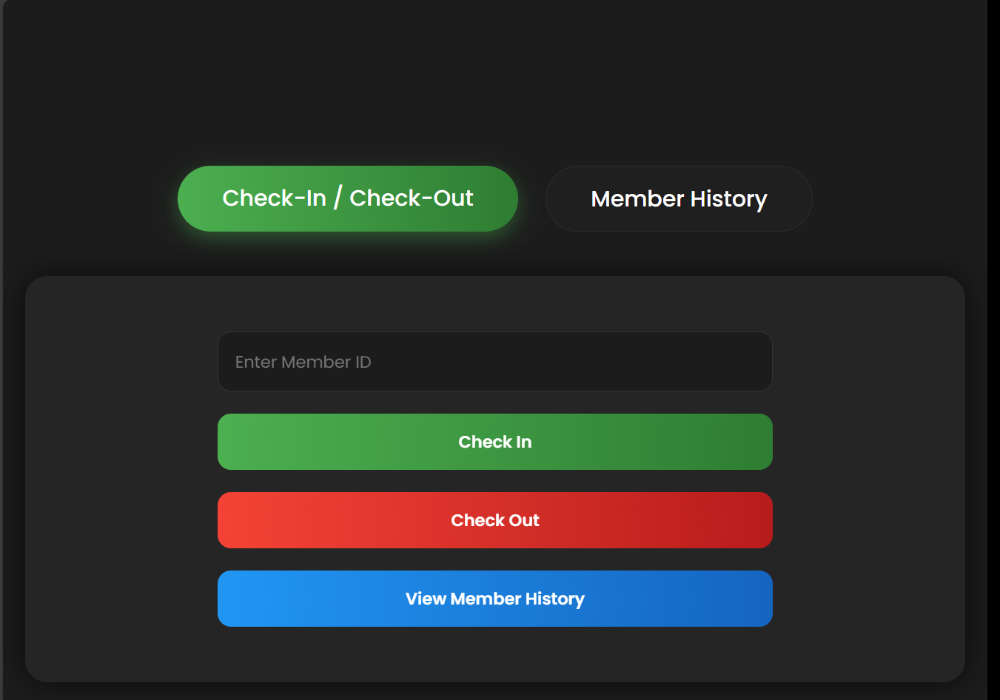 Check-In / Check-Out
Member History
Enter Member ID
Check In
Check Out
View Member History